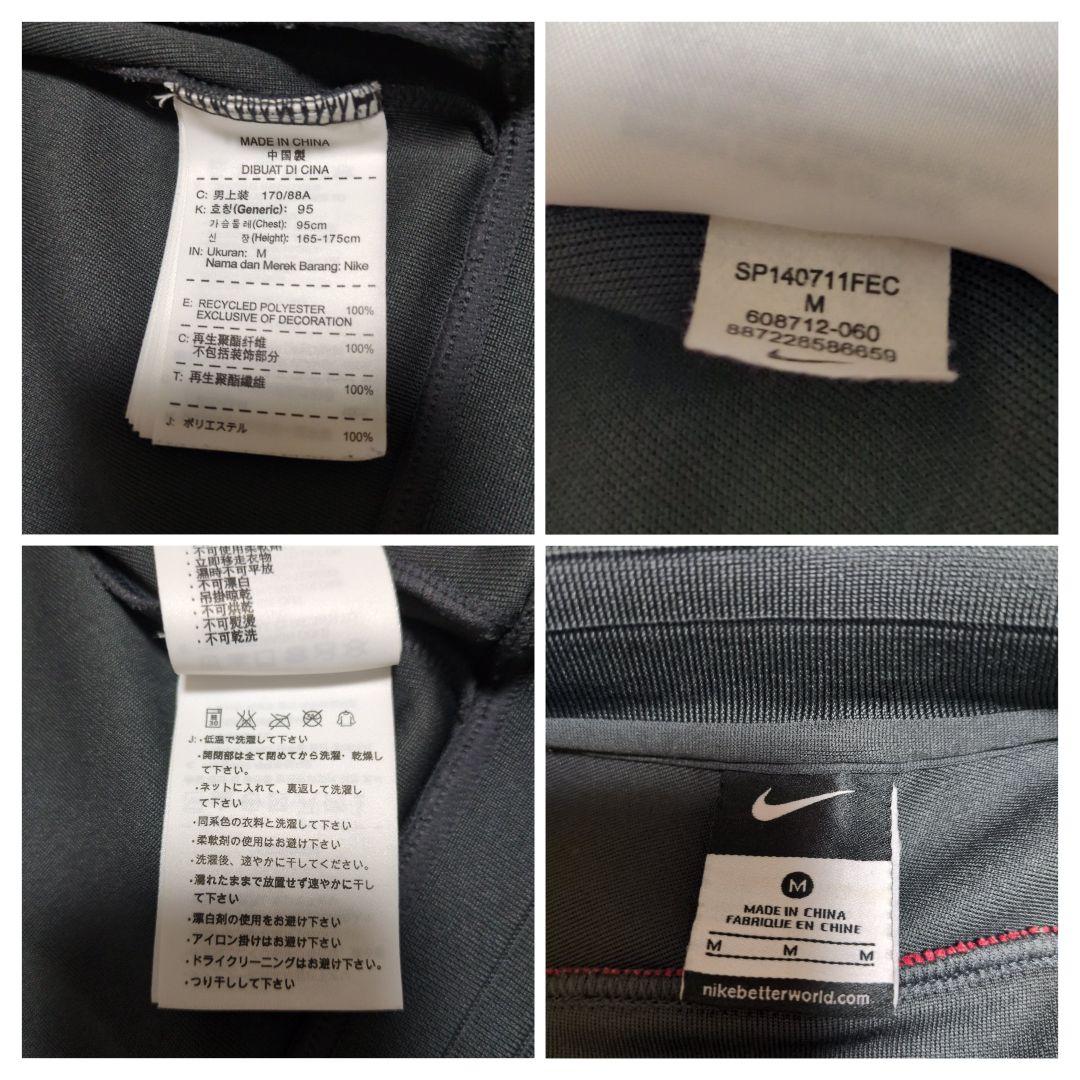 MADE IN CHINA
中国製
DIBUAT DI CINA
C: 男上装 170/88A
K: 호칭(Generic): 95
가슴둘레(Chest): 95cm
신 장(Height): 165-175cm
IN: Ukuran: M
Nama dan Merek Barang: Nike
E: RECYCLED POLYESTER 100%
EXCLUSIVE OF DECORATION
C: 再生聚酯纤维 100%
不包括装饰部分
T: 再生聚酯纖維 100%
J: ポリエステル 100%
SP140711FEC
M
608712-060
887228586659
·不可使用柔軟劑
·立即移走衣物
·濕時不可平放
·不可漂白
·吊掛晾乾
·不可烘乾
·不可熨燙
·不可乾洗
30
J: ·低温で洗濯して下さい
·開閉部は全て閉めてから洗濯・乾燥し
て下さい。
·ネットに入れて、裏返して洗濯し
て下さい
·同系色の衣料と洗濯して下さい
·柔軟剤の使用はお避け下さい
·洗濯後、速やかに干してください。
·濡れたままで放置せず速やかに干し
て下さい
·漂白剤の使用をお避け下さい
·アイロン掛けはお避け下さい
·ドライクリーニングはお避け下さい。
·つり干しして下さい
M
MADE IN CHINA
FABRIQUE EN CHINE
M M M
nikebetterworld.com